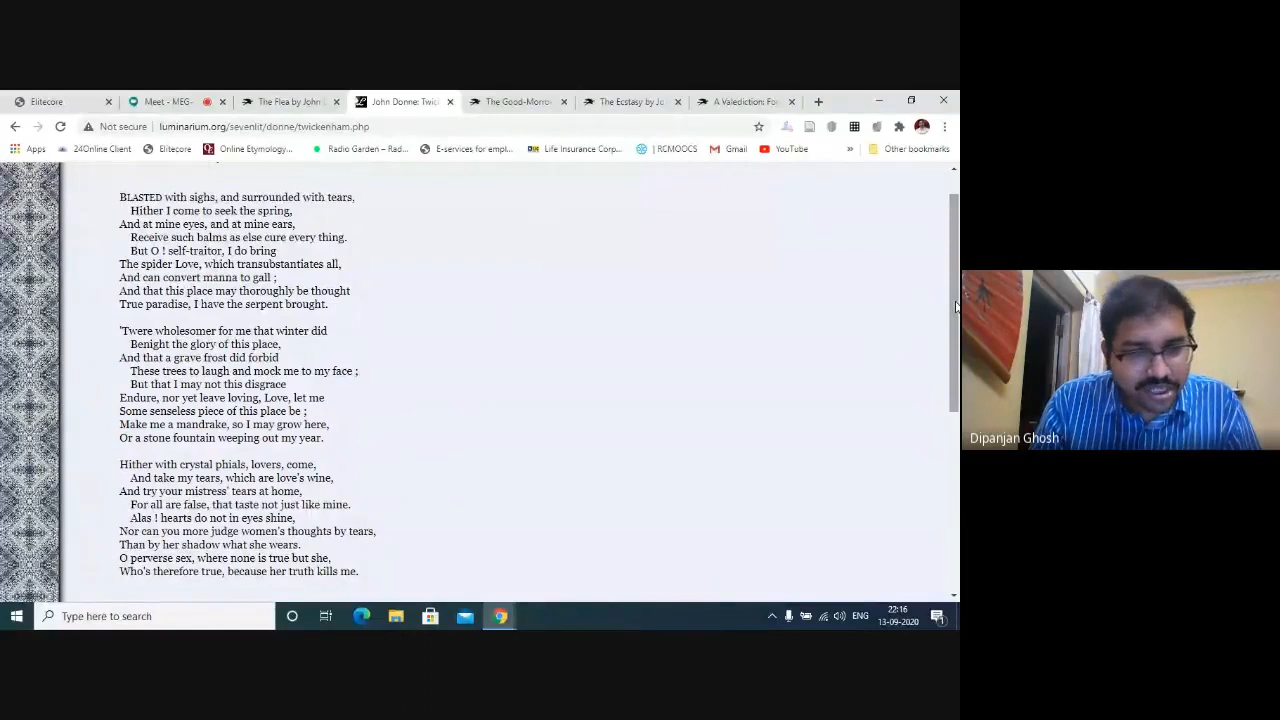 Elitecore
Meet - MEG-
The Flea by John
John Donne: Twic
The Good-Morro
The Ecstasy by Jo
A Valediction: Fo
Not secure
luminarium.org/sevenlit/donne/twickenham.php
Apps
24Online Client
Elitecore
Online Etymology...
Radio Garden – Rad...
E-services for empl...
Life Insurance Corp...
| RCMOOCS
Gmail
YouTube
»
Other bookmarks
BLASTED with sighs, and surrounded with tears,
Hither I come to seek the spring,
And at mine eyes, and at mine ears,
Receive such balms as else cure every thing.
But O ! self-traitor, I do bring
The spider Love, which transubstantiates all,
And can convert manna to gall ;
And that this place may thoroughly be thought
True paradise, I have the serpent brought.
'Twere wholesomer for me that winter did
Benight the glory of this place,
And that a grave frost did forbid
These trees to laugh and mock me to my face ;
But that I may not this disgrace
Endure, nor yet leave loving, Love, let me
Some senseless piece of this place be ;
Make me a mandrake, so I may grow here,
Or a stone fountain weeping out my year.
Hither with crystal phials, lovers, come,
And take my tears, which are love's wine,
And try your mistress' tears at home,
For all are false, that taste not just like mine.
Alas ! hearts do not in eyes shine,
Nor can you more judge women's thoughts by tears,
Than by her shadow what she wears.
O perverse sex, where none is true but she,
Who's therefore true, because her truth kills me.
Dipanjan Ghosh
Type here to search
ENG
22:16
13-09-2020
1